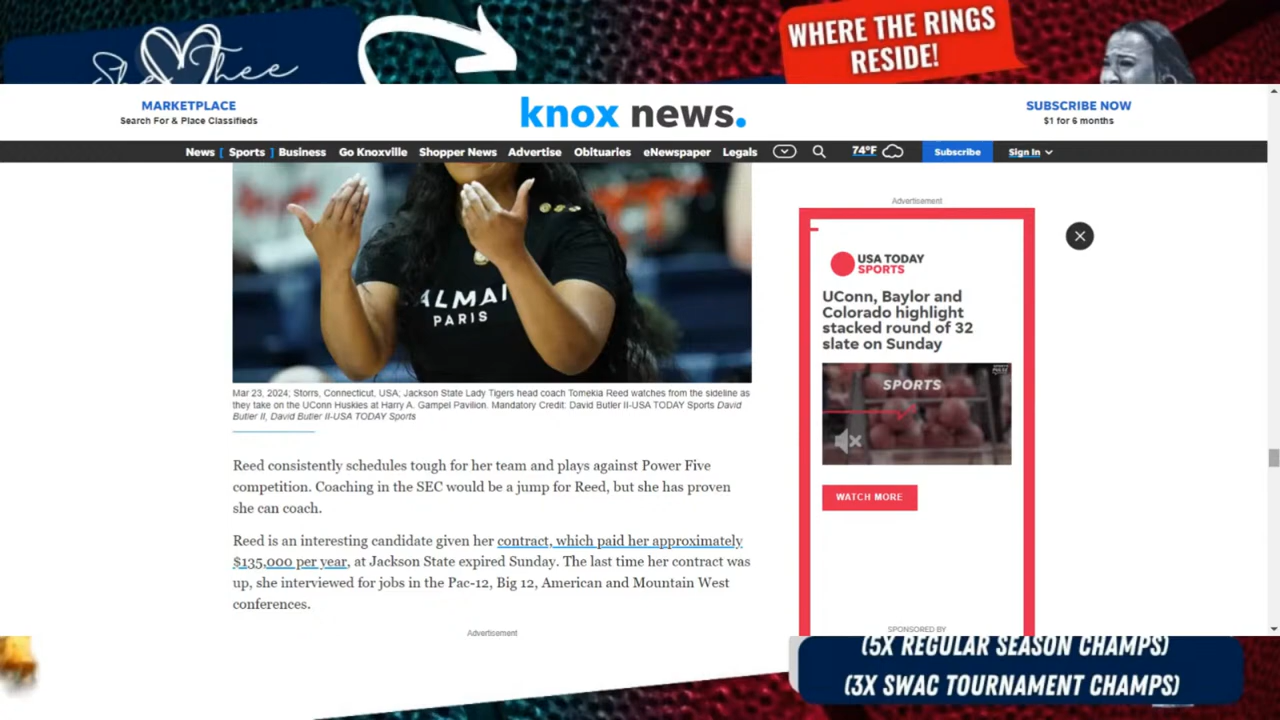 She Thee
WHERE THE RINGS
RESIDE!
MARKETPLACE
Search For & Place Classifieds
knox news.
SUBSCRIBE NOW
$1 for 6 months
News [ Sports ] Business Go Knoxville Shopper News Advertise Obituaries eNewspaper Legals 74°F Subscribe Sign In
Advertisement
ALMAI
PARIS
Mar 23, 2024; Storrs, Connecticut, USA; Jackson State Lady Tigers head coach Tomekia Reed watches from the sideline as
they take on the UConn Huskies at Harry A. Gampel Pavilion. Mandatory Credit: David Butler II-USA TODAY Sports David
Butler II, David Butler II-USA TODAY Sports
Reed consistently schedules tough for her team and plays against Power Five
competition. Coaching in the SEC would be a jump for Reed, but she has proven
she can coach.
Reed is an interesting candidate given her contract, which paid her approximately
$135,000 per year, at Jackson State expired Sunday. The last time her contract was
up, she interviewed for jobs in the Pac-12, Big 12, American and Mountain West
conferences.
Advertisement
USA TODAY
SPORTS
UConn, Baylor and
Colorado highlight
stacked round of 32
slate on Sunday
SPORTS
WATCH MORE
SPONSORED BY
(5X REGULAR SEASON CHAMPS)
(3X SWAC TOURNAMENT CHAMPS)